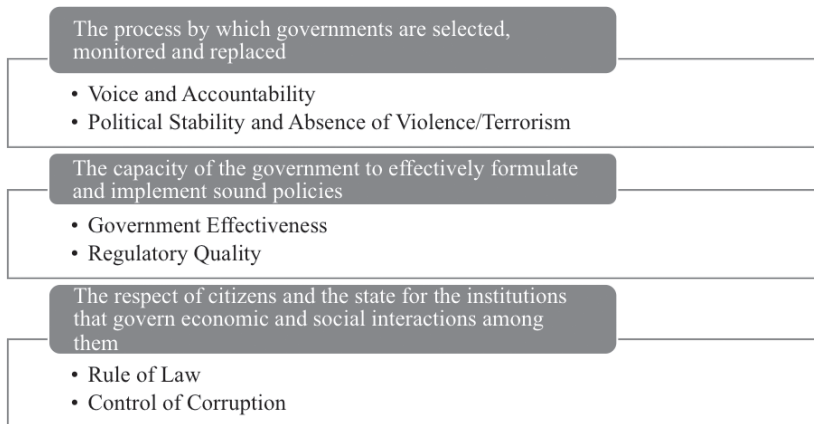 The process by which governments are selected,
monitored and replaced
• Voice and Accountability
• Political Stability and Absence of Violence/Terrorism
The capacity of the government to effectively formulate
and implement sound policies
• Government Effectiveness
• Regulatory Quality
The respect of citizens and the state for the institutions
that govern economic and social interactions among
them
• Rule of Law
• Control of Corruption